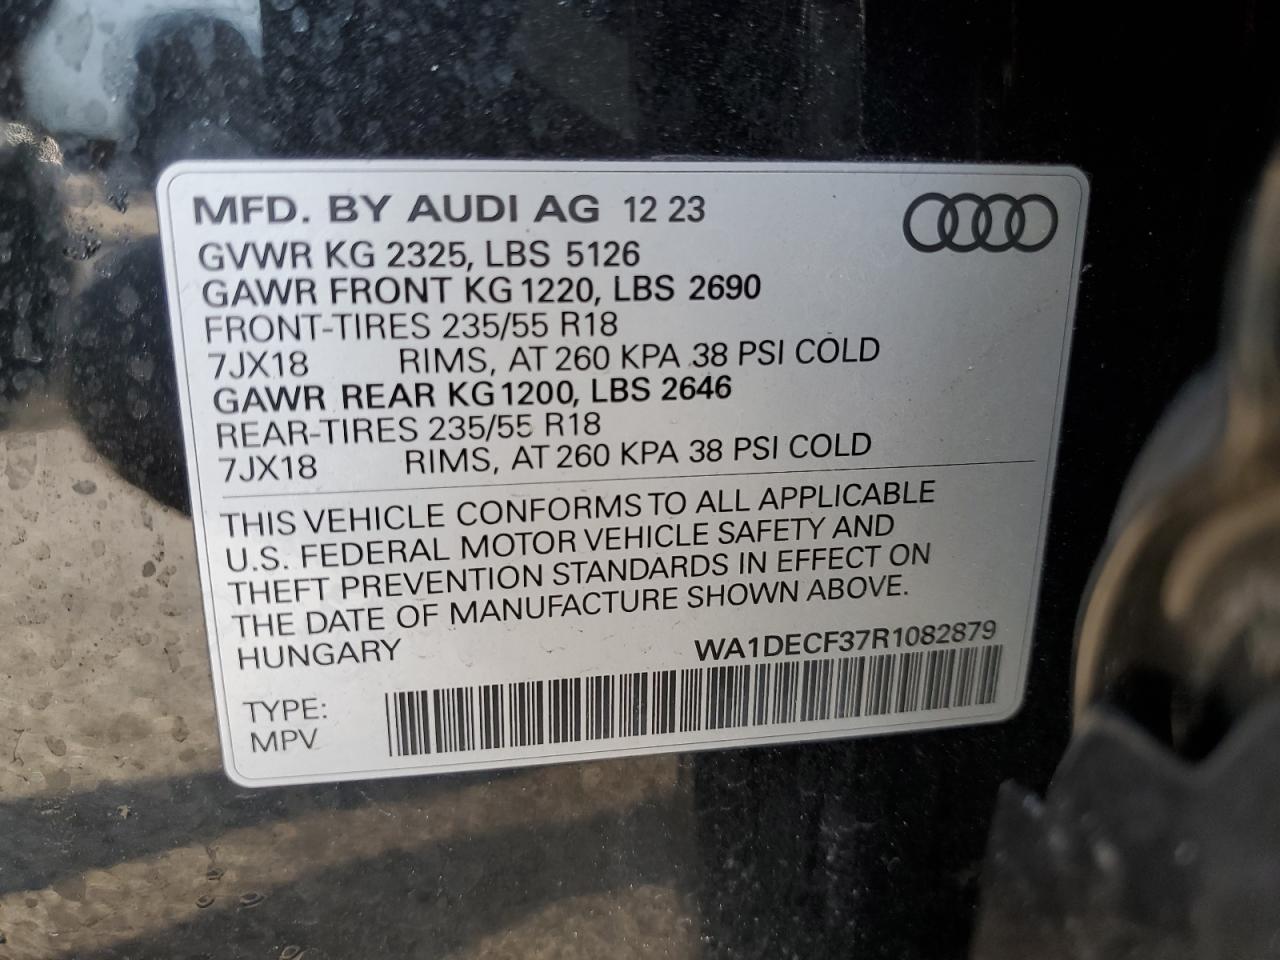 MFD. BY AUDI AG 12 23
GVWR KG 2325, LBS 5126
GAWR FRONT KG 1220, LBS 2690
FRONT-TIRES 235/55 R18
7JX18 RIMS, AT 260 KPA 38 PSI COLD
GAWR REAR KG 1200, LBS 2646
REAR-TIRES 235/55 R18
7JX18 RIMS, AT 260 KPA 38 PSI COLD
THIS VEHICLE CONFORMS TO ALL APPLICABLE
U.S. FEDERAL MOTOR VEHICLE SAFETY AND
THEFT PREVENTION STANDARDS IN EFFECT ON
THE DATE OF MANUFACTURE SHOWN ABOVE.
HUNGARY WA1DECF37R1082879
TYPE:
MPV